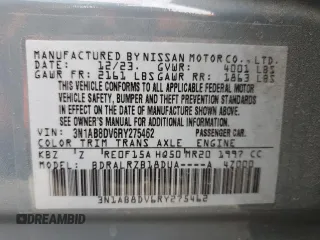 MANUFACTURED BY NISSAN MOTOR CO., LTD.
DATE: 12/23. GVWR: 4001 LBS
GAWR FR: 2161 LBS GAWR RR: 1863 LBS
THIS VEHICLE CONFORMS TO ALL APPLICABLE
FEDERAL MOTOR VEHICLE SAFETY, BUMPER, AND
THEFT PREVENTION STANDARDS IN EFFECT ON THE
DATE OF MANUFACTURE SHOWN ABOVE.
SEE OWNER'S MANUAL FOR ADDITIONAL INFORMATION
VIN: 3N1AB8DV6RY275462 PASSENGER CAR.
COLOR TRIM TRANS AXLE ENGINE
KBZ Z RE0F15A HQ50 MR20 1997 CC
MODEL: BDRALRZB18DUA----A 47000
3N1AB8DV6RY275462